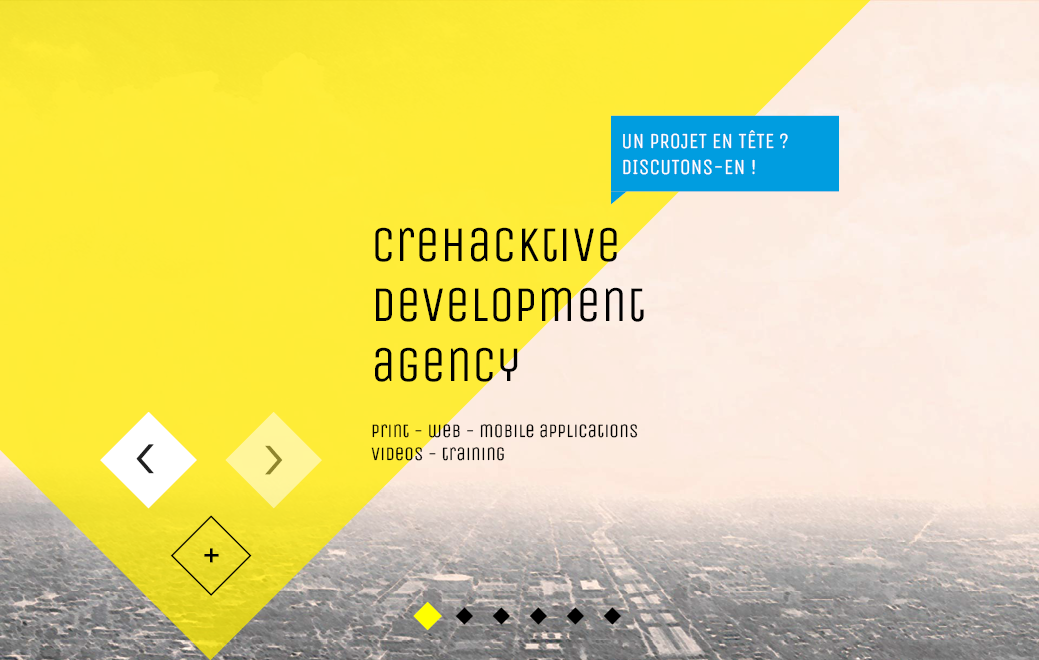 UN PROJET EN TÊTE ?
DISCUTONS-EN !
creHacktive
Development
agency
Print - web - mobile applications
videos - training
+